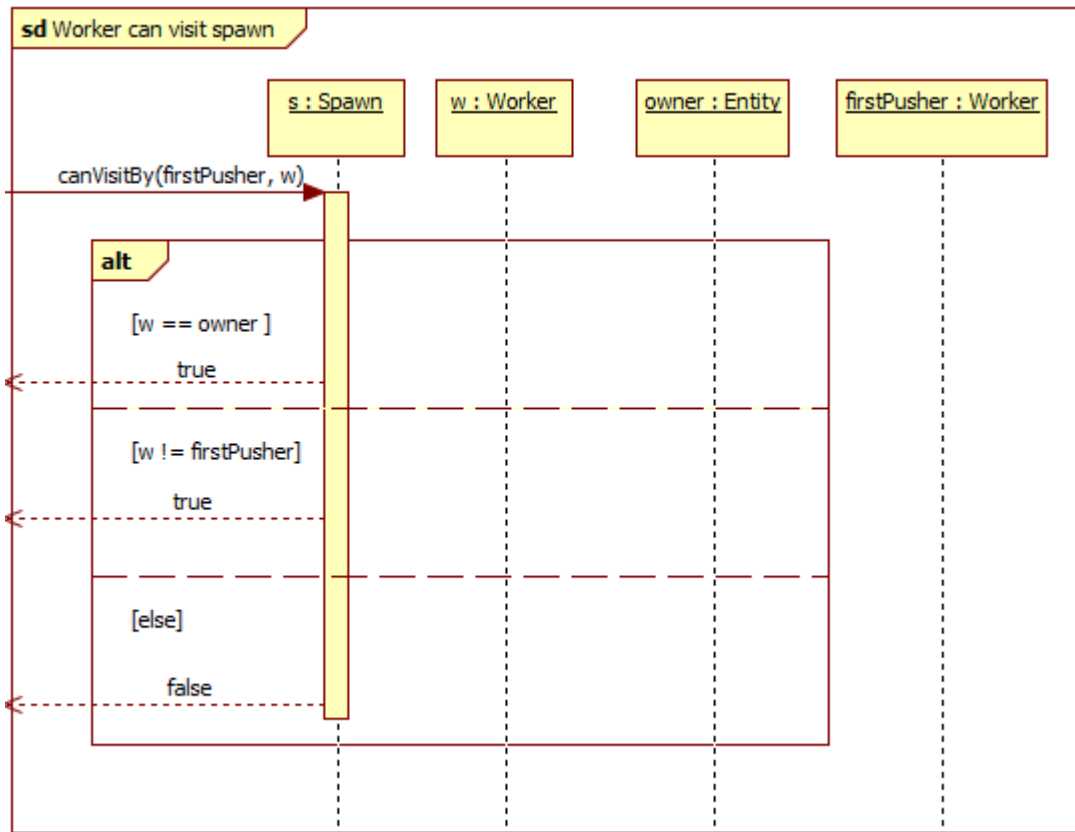 sd Worker can visit spawn
s : Spawn
w : Worker
owner : Entity
firstPusher : Worker
canVisitBy(firstPusher, w)
alt
[w == owner ]
true
[w != firstPusher]
true
[else]
false